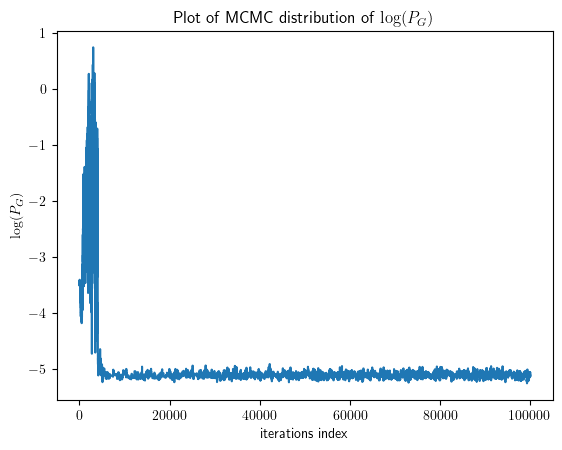 Plot of MCMC distribution of log(P_G)
log(P_G)
1
0
−1
−2
−3
−4
−5
0 20000 40000 60000 80000 100000
iterations index